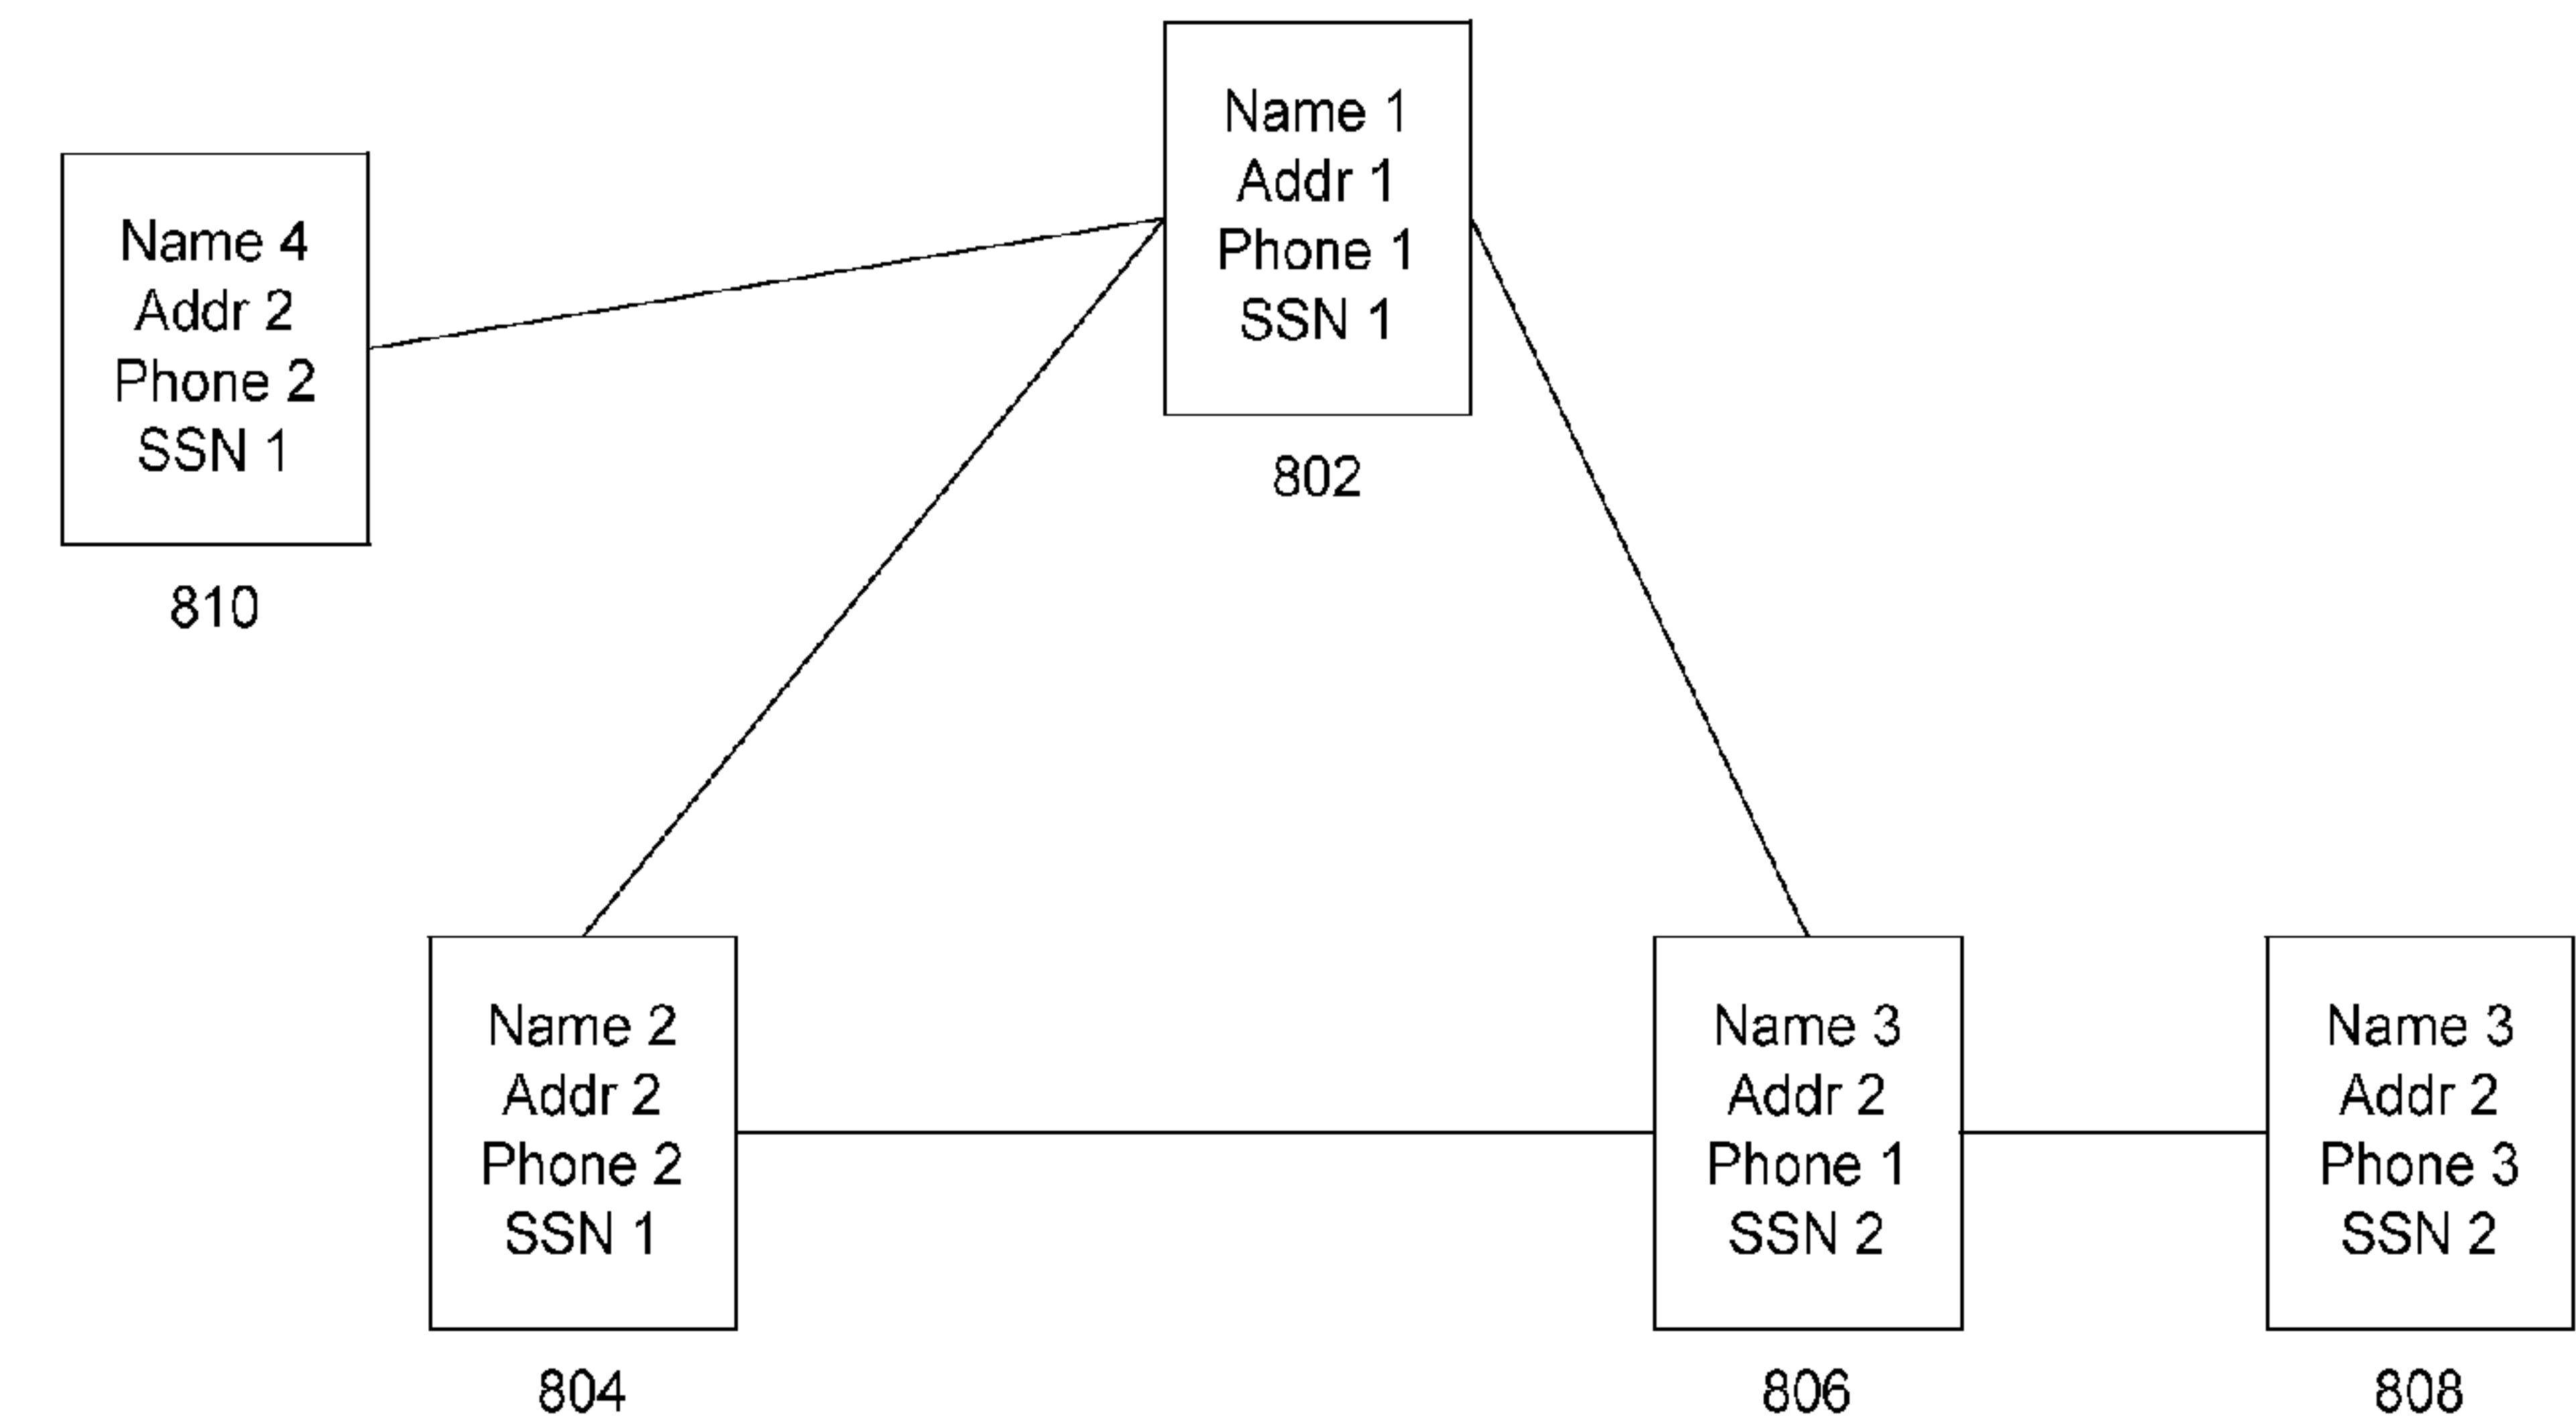 Name 1
Addr 1
Phone 1
SSN 1
802
Name 4
Addr 2
Phone 2
SSN 1
810
Name 2
Addr 2
Phone 2
SSN 1
804
Name 3
Addr 2
Phone 1
SSN 2
806
Name 3
Addr 2
Phone 3
SSN 2
808